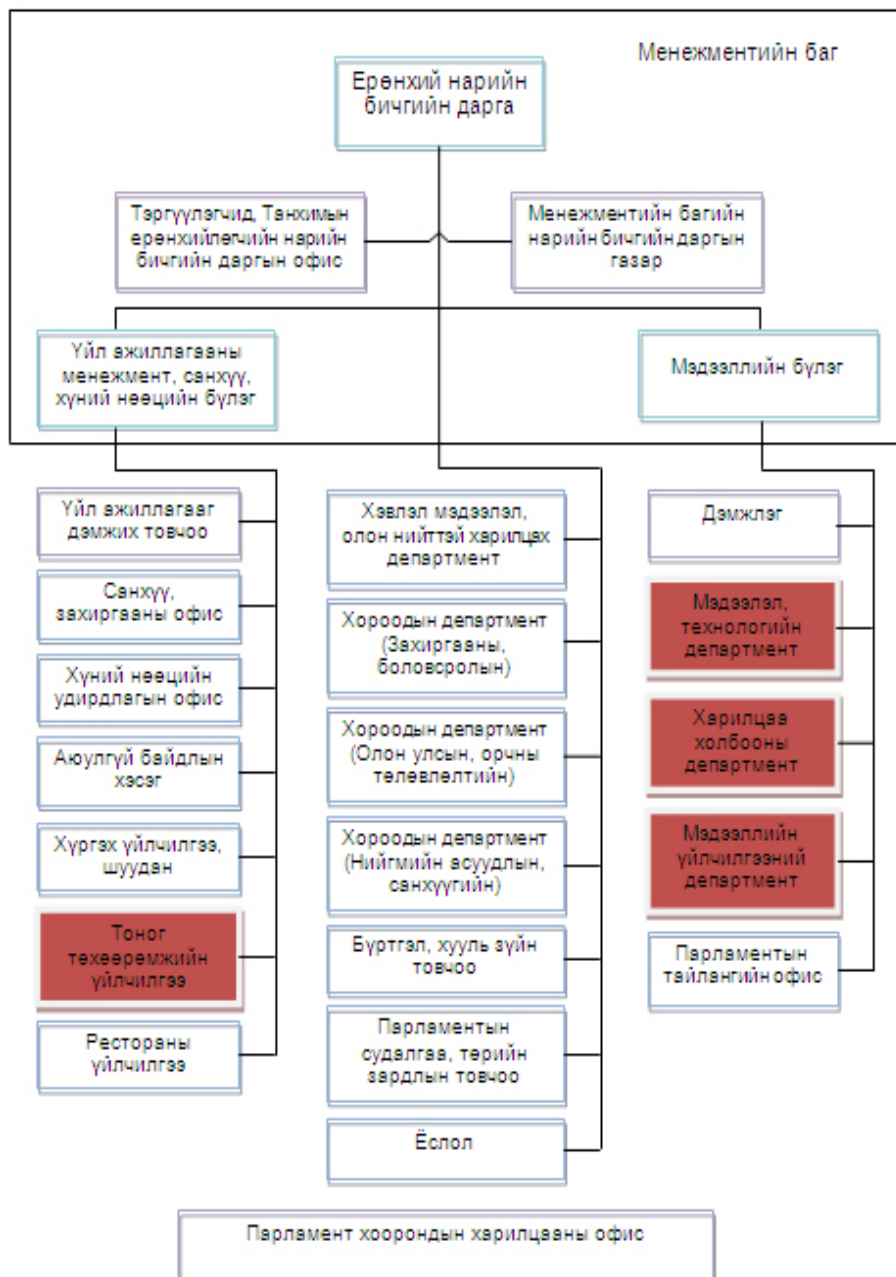 Менежментийн баг
Ерөнхий нарийн
бичгийн дарга
Тэргүүлэгчид, Танхимын
ерөнхийлөгчийн нарийн
бичгийн даргын офис
Менежментийн багийн
нарийн бичгийн даргын
газар
Үйл ажиллагааны
менежмент, санхүү,
хүний нөөцийн бүлэг
Мэдээллийн бүлэг
Үйл ажиллагааг
дэмжих товчоо
Санхүү,
захиргааны офис
Хүний нөөцийн
удирдлагын офис
Аюулгүй байдлын
хэсэг
Хүргэх үйлчилгээ,
шуудан
Тоног
төхөөрөмжийн
үйлчилгээ
Рестораны
үйлчилгээ
Хэвлэл мэдээлэл,
олон нийттэй харилцах
департмент
Хороодын департмент
(Захиргааны,
боловсролын)
Хороодын департмент
(Олон улсын, орчны
төлөвлөлтийн)
Хороодын департмент
(Нийгмийн асуудлын,
санхүүгийн)
Бүртгэл, хууль зүйн
товчоо
Парламентын
судалгаа, төрийн
зардлын товчоо
Ёслол
Дэмжлэг
Мэдээлэл,
технологийн
департмент
Харилцаа
холбооны
департмент
Мэдээллийн
үйлчилгээний
департмент
Парламентын
тайлангийн офис
Парламент хоорондын харилцааны офис